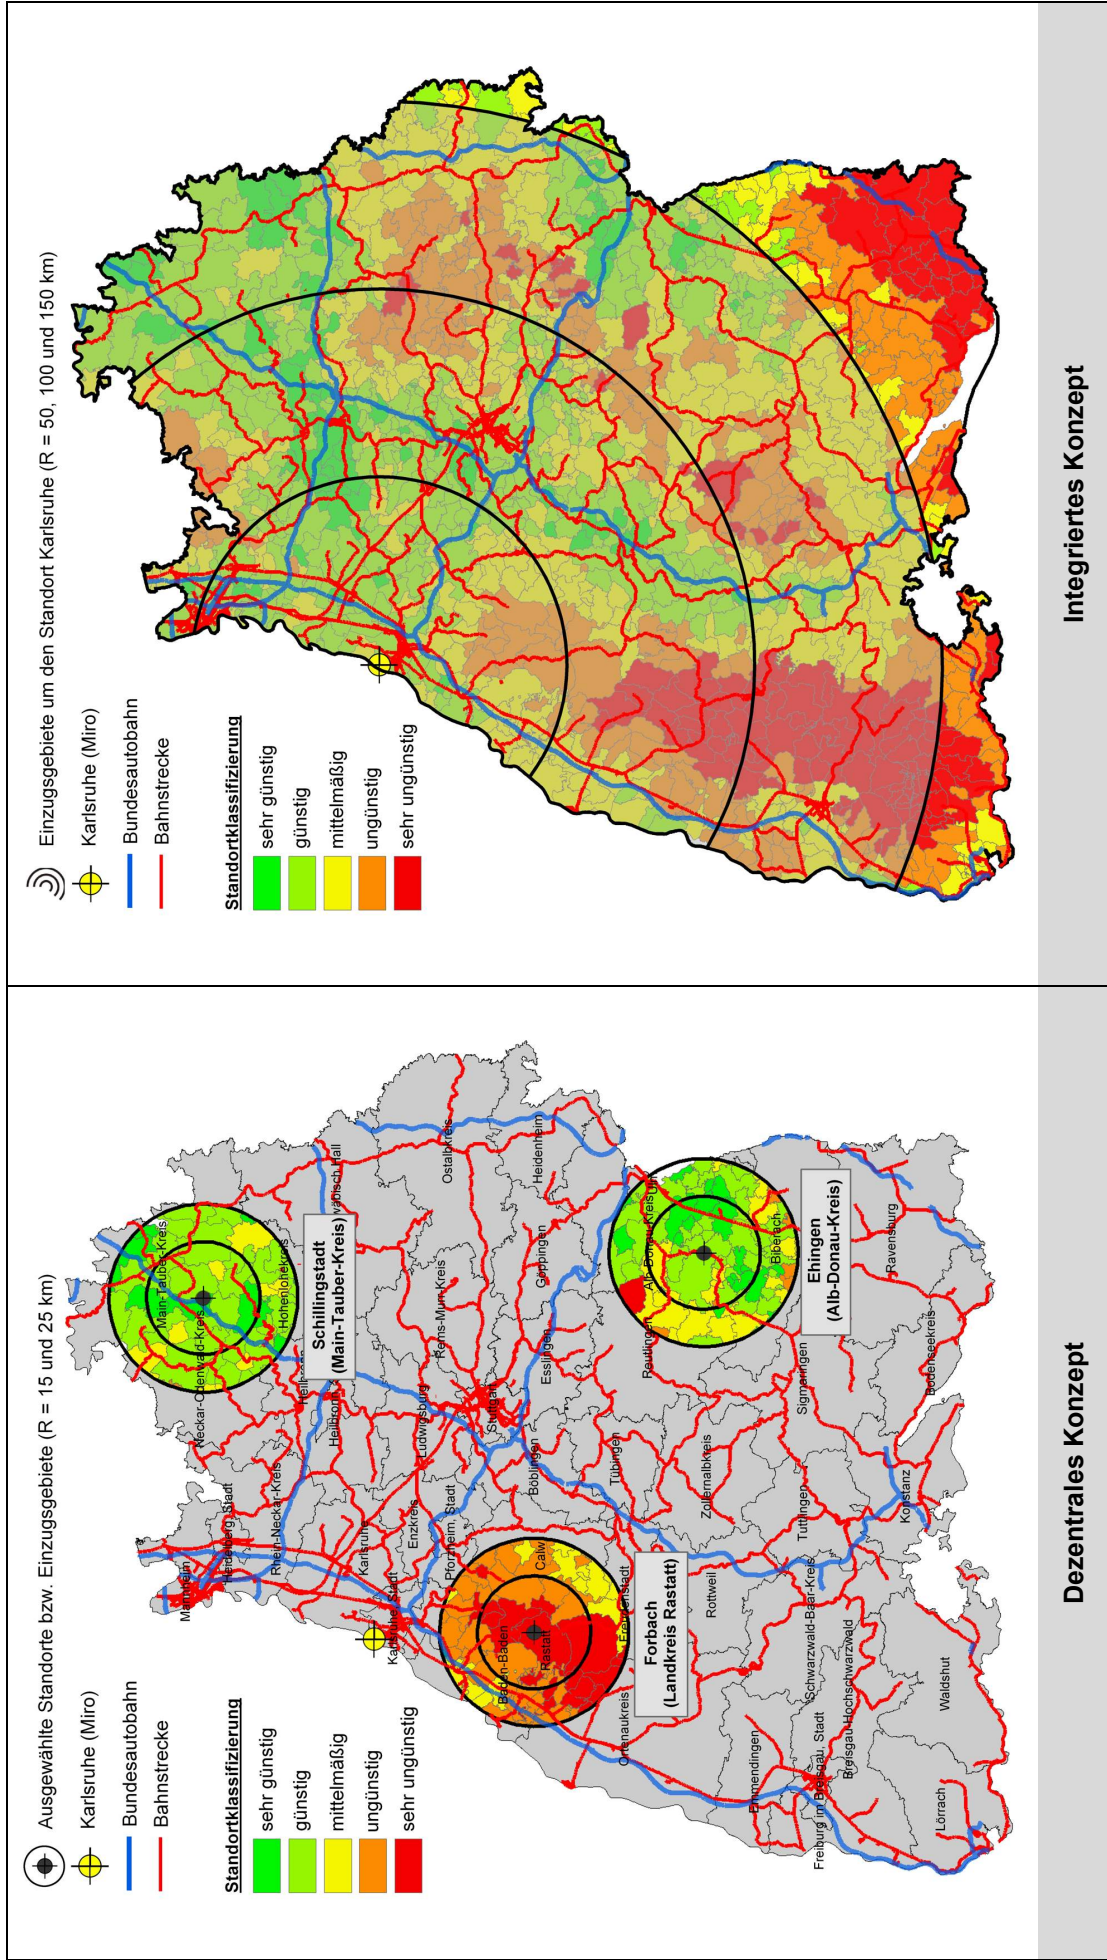 Ausgewählte Standorte bzw. Einzugsgebiete (R = 15 und 25 km)
Karlsruhe (Miro)
Bundesautobahn
Bahnstrecke
Standortklassifizierung
sehr günstig
günstig
mittelmäßig
ungünstig
sehr ungünstig
Mannheim
Heidelberg, Stadt
Rhein-Neckar-Kreis
Neckar-Odenwald-Kreis
Main-Tauber-Kreis
Hohenlohekreis
Schillingstadt
(Main-Tauber-Kreis)
Karlsruhe
Karlsruhe, Stadt
Enzkreis
Pforzheim, Stadt
Ludwigsburg
Stuttgart
Rems-Murr-Kreis
Ostalbkreis
Heidenheim
Göppingen
Esslingen
Böblingen
Calw
Baden-Baden
Rastatt
Freudenstadt
Forbach
(Landkreis Rastatt)
Tübingen
Reutlingen
Alb-Donau-Kreis
Biberach
Ehingen
(Alb-Donau-Kreis)
Ortenaukreis
Rottweil
Zollernalbkreis
Sigmaringen
Ravensburg
Bodenseekreis
Tuttlingen
Konstanz
Schwarzwald-Baar-Kreis
Emmendingen
Freiburg im Breisgau, Stadt
Breisgau-Hochschwarzwald
Waldshut
Lörrach
Dezentrales Konzept
Einzugsgebiete um den Standort Karlsruhe (R = 50, 100 und 150 km)
Karlsruhe (Miro)
Bundesautobahn
Bahnstrecke
Standortklassifizierung
sehr günstig
günstig
mittelmäßig
ungünstig
sehr ungünstig
Integriertes Konzept